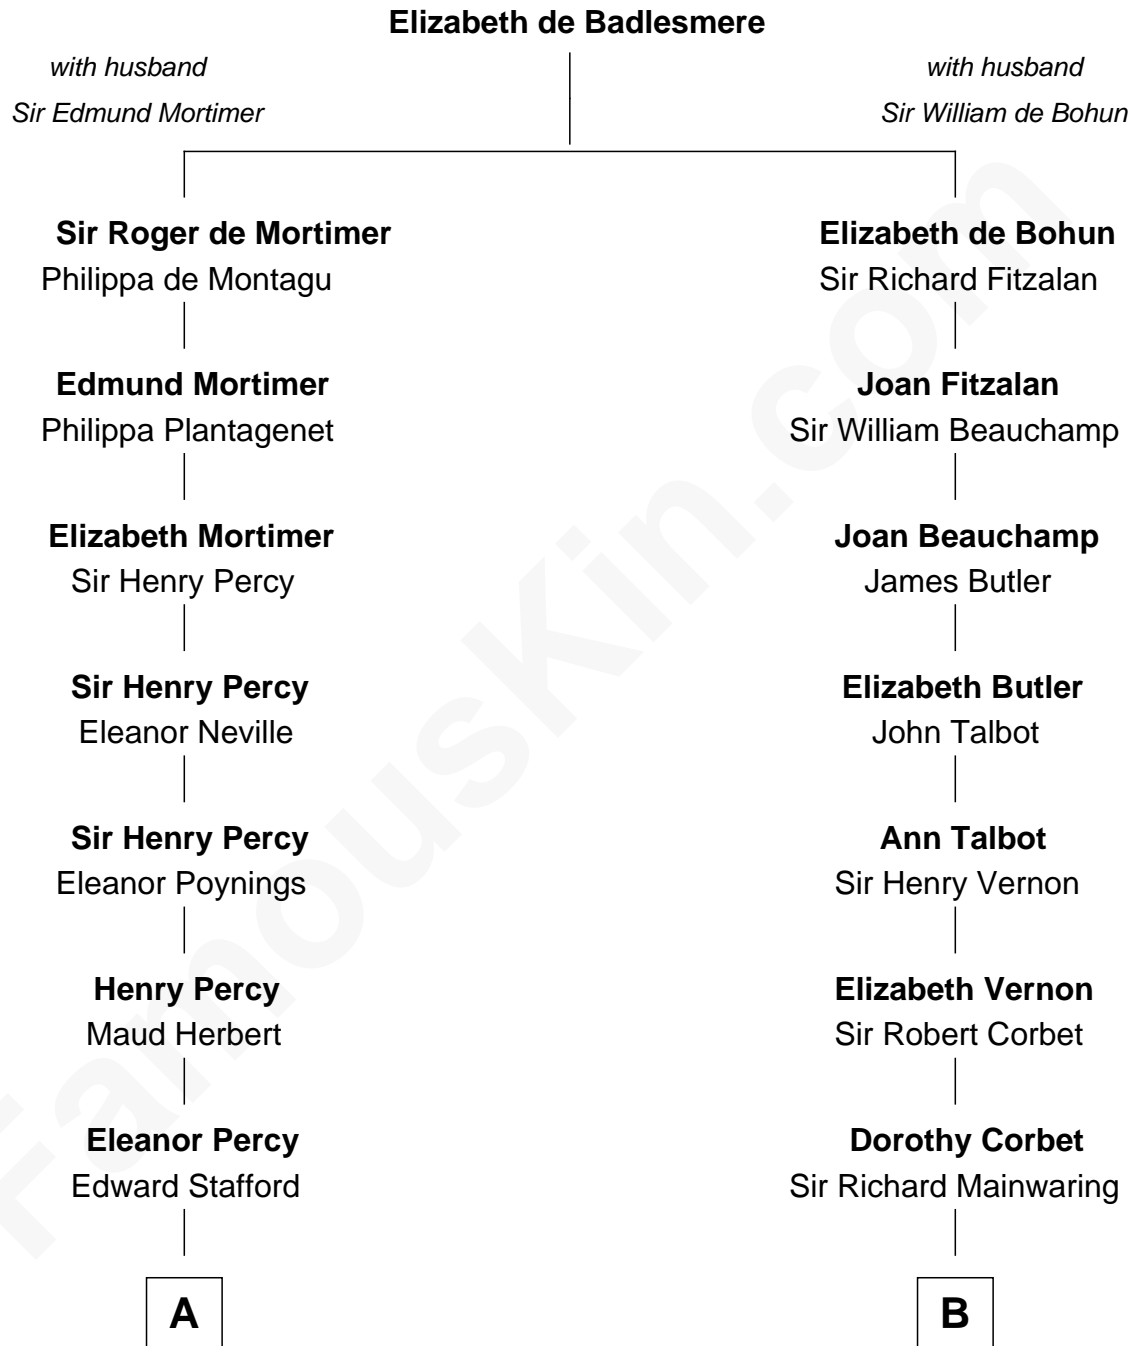 Elizabeth de Badlesmere
with husband
Sir Edmund Mortimer
with husband
Sir William de Bohun
Sir Roger de Mortimer
Philippa de Montagu
Edmund Mortimer
Philippa Plantagenet
Elizabeth Mortimer
Sir Henry Percy
Sir Henry Percy
Eleanor Neville
Sir Henry Percy
Eleanor Poynings
Henry Percy
Maud Herbert
Eleanor Percy
Edward Stafford
A
Elizabeth de Bohun
Sir Richard Fitzalan
Joan Fitzalan
Sir William Beauchamp
Joan Beauchamp
James Butler
Elizabeth Butler
John Talbot
Ann Talbot
Sir Henry Vernon
Elizabeth Vernon
Sir Robert Corbet
Dorothy Corbet
Sir Richard Mainwaring
B
FamousKin.com